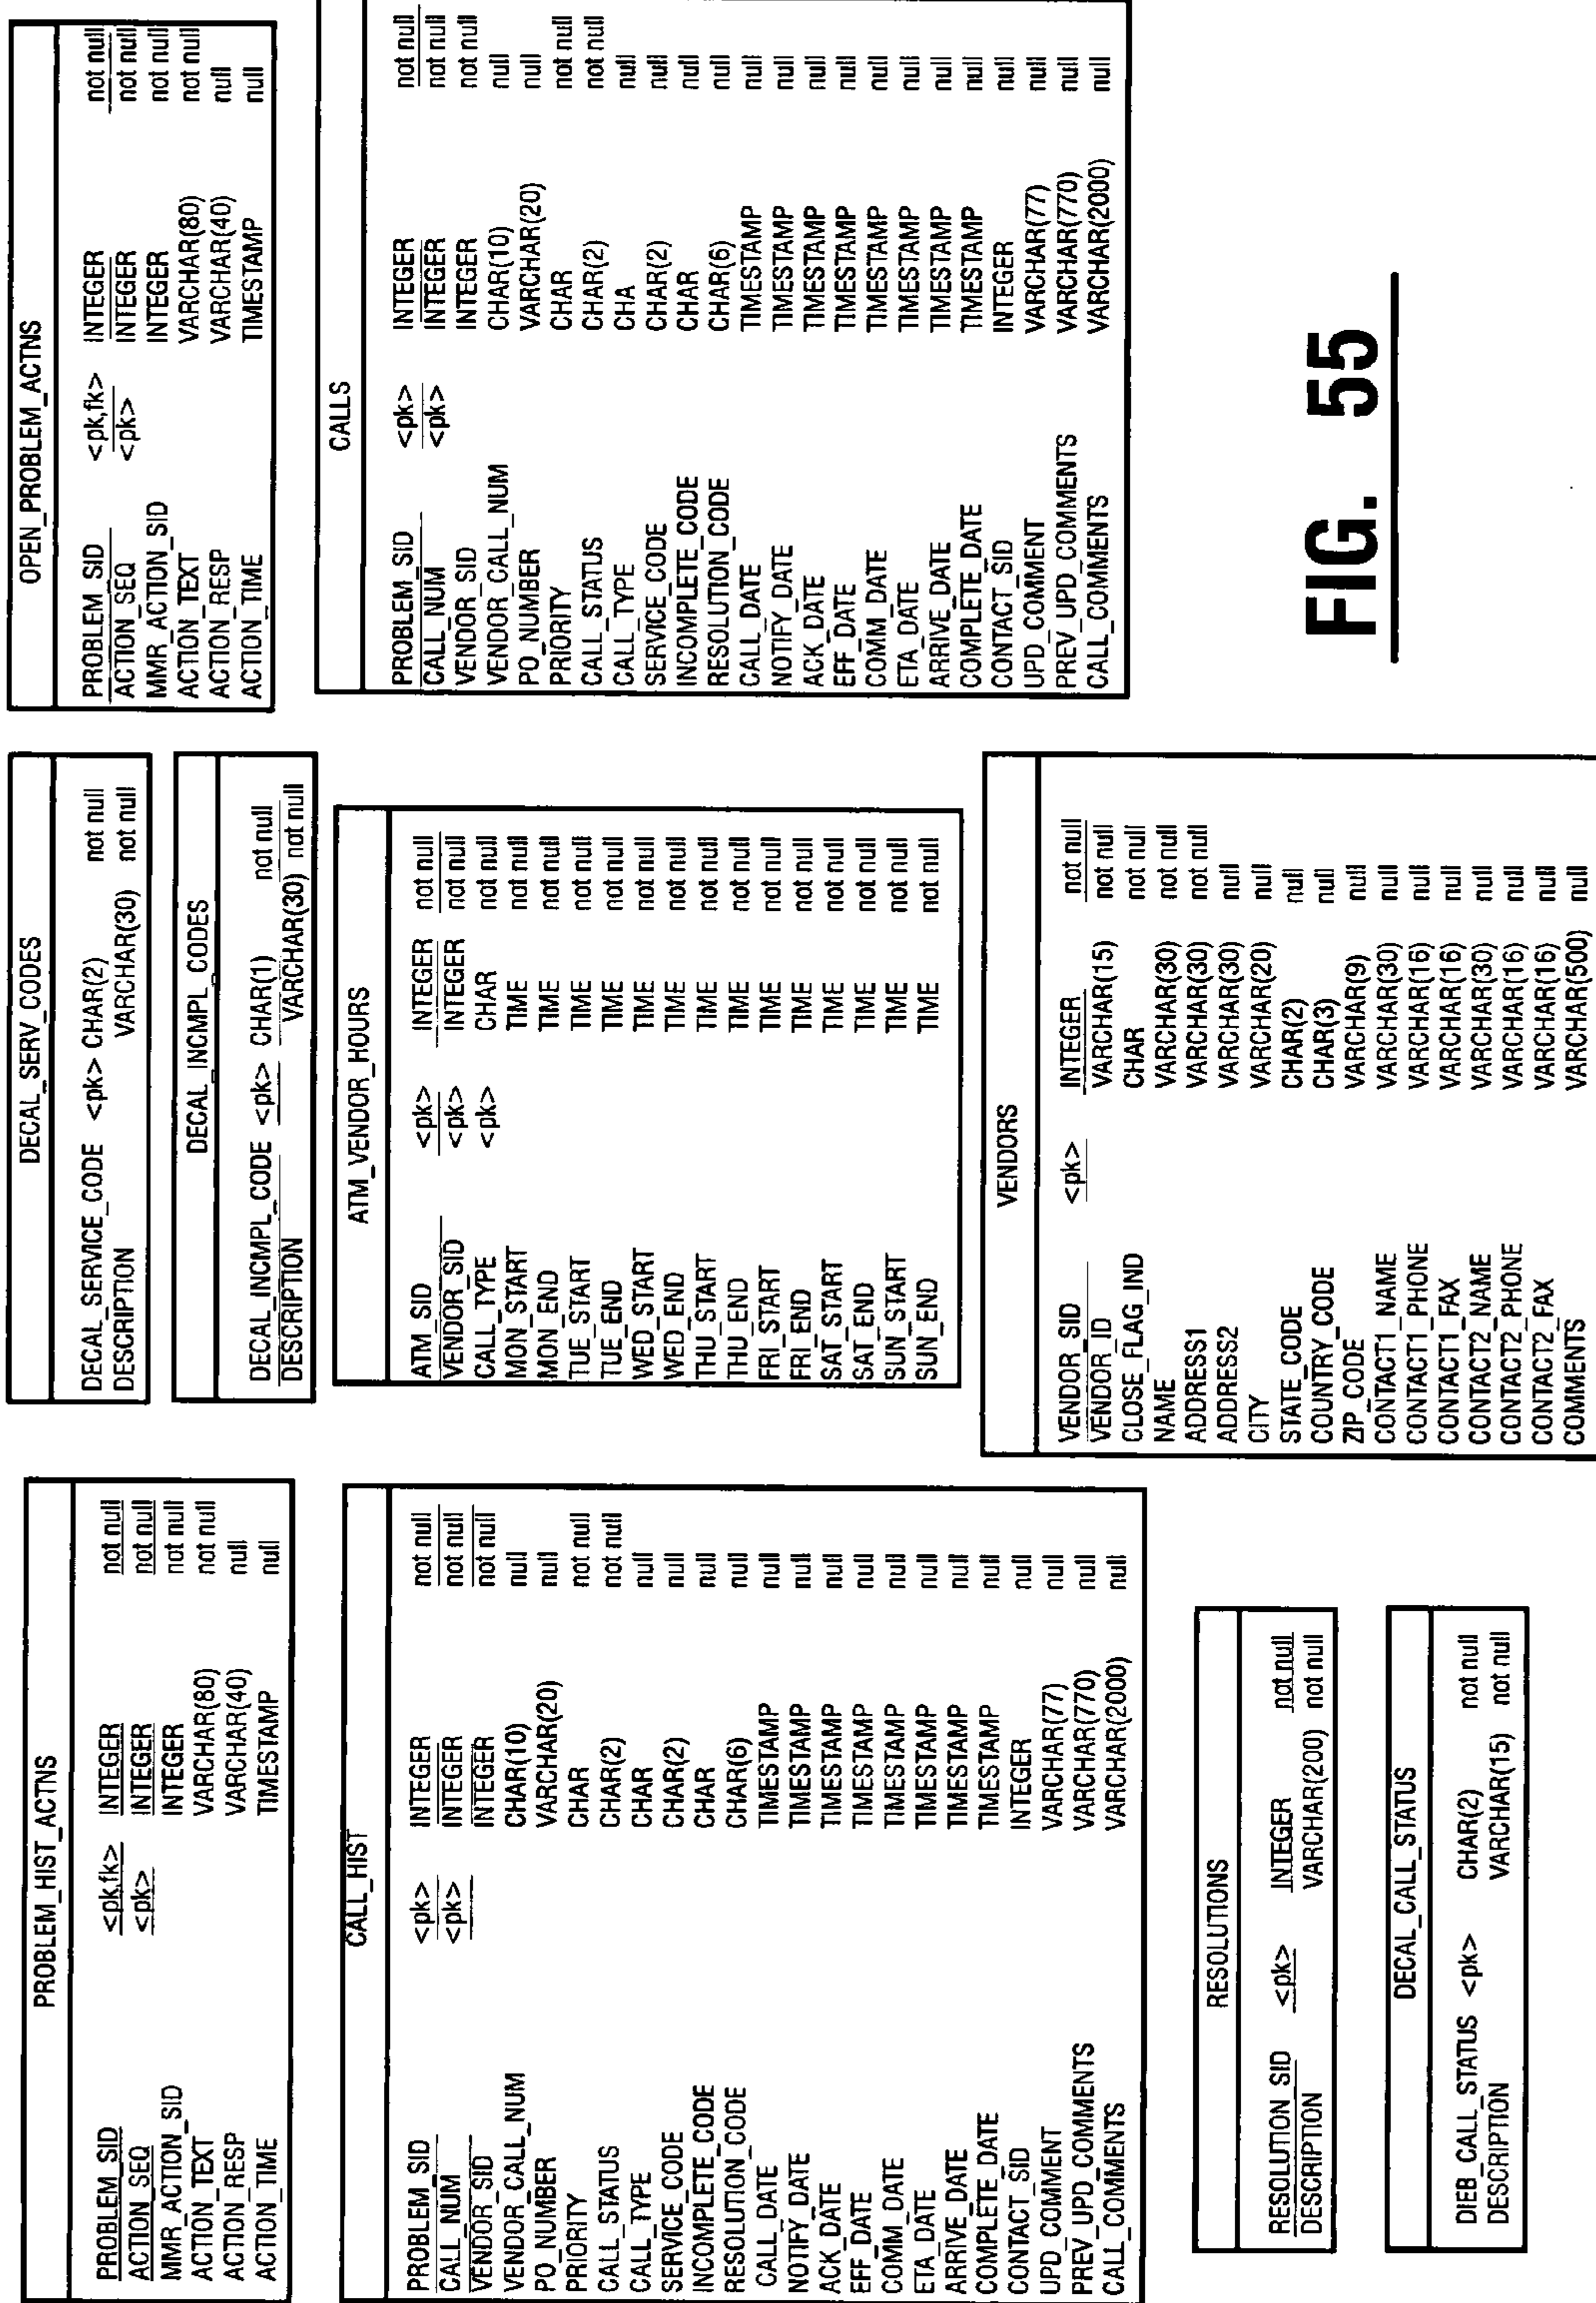 PROBLEM_HIST_ACTNS
PROBLEM_SID <pk,fk> INTEGER not null
ACTION_SEQ <pk> INTEGER not null
MMR_ACTION_SID INTEGER not null
ACTION_TEXT VARCHAR(80) not null
ACTION_RESP VARCHAR(40) null
ACTION_TIME TIMESTAMP null
CALL_HIST
PROBLEM_SID <pk> INTEGER not null
CALL_NUM <pk> INTEGER not null
VENDOR_SID INTEGER not null
VENDOR_CALL_NUM CHAR(10) null
PO_NUMBER VARCHAR(20) null
PRIORITY CHAR not null
CALL_STATUS CHAR(2) not null
CALL_TYPE CHAR null
SERVICE_CODE CHAR(2) null
INCOMPLETE_CODE CHAR null
RESOLUTION_CODE CHAR(6) null
CALL_DATE TIMESTAMP null
NOTIFY_DATE TIMESTAMP null
ACK_DATE TIMESTAMP null
EFF_DATE TIMESTAMP null
COMM_DATE TIMESTAMP null
ETA_DATE TIMESTAMP null
ARRIVE_DATE TIMESTAMP null
COMPLETE_DATE TIMESTAMP null
CONTACT_SID INTEGER null
UPD_COMMENT VARCHAR(77) null
PREV_UPD_COMMENTS VARCHAR(770) null
CALL_COMMENTS VARCHAR(2000) null
RESOLUTIONS
RESOLUTION_SID <pk> INTEGER not null
DESCRIPTION VARCHAR(200) not null
DECAL_CALL_STATUS
DIEB_CALL_STATUS <pk> CHAR(2) not null
DESCRIPTION VARCHAR(15) not null
DECAL_SERV_CODES
DECAL_SERVICE_CODE <pk> CHAR(2) not null
DESCRIPTION VARCHAR(30) not null
DECAL_INCMPL_CODES
DECAL_INCMPL_CODE <pk> CHAR(1) not null
DESCRIPTION VARCHAR(30) not null
ATM_VENDOR_HOURS
ATM_SID <pk> INTEGER not null
VENDOR_SID <pk> INTEGER not null
CALL_TYPE <pk> CHAR not null
MON_START TIME not null
MON_END TIME not null
TUE_START TIME not null
TUE_END TIME not null
WED_START TIME not null
WED_END TIME not null
THU_START TIME not null
THU_END TIME not null
FRI_START TIME not null
FRI_END TIME not null
SAT_START TIME not null
SAT_END TIME not null
SUN_START TIME not null
SUN_END TIME not null
VENDORS
VENDOR_SID <pk> INTEGER not null
VENDOR_ID VARCHAR(15) not null
CLOSE_FLAG_IND CHAR not null
NAME VARCHAR(30) not null
ADDRESS1 VARCHAR(30) not null
ADDRESS2 VARCHAR(30) null
CITY VARCHAR(20) null
STATE_CODE CHAR(2) null
COUNTRY_CODE CHAR(3) null
ZIP_CODE VARCHAR(9) null
CONTACT1_NAME VARCHAR(30) null
CONTACT1_PHONE VARCHAR(16) null
CONTACT1_FAX VARCHAR(16) null
CONTACT2_NAME VARCHAR(30) null
CONTACT2_PHONE VARCHAR(16) null
CONTACT2_FAX VARCHAR(16) null
COMMENTS VARCHAR(500) null
OPEN_PROBLEM_ACTNS
PROBLEM_SID <pk,fk> INTEGER not null
ACTION_SEQ <pk> INTEGER not null
MMR_ACTION_SID INTEGER not null
ACTION_TEXT VARCHAR(80) not null
ACTION_RESP VARCHAR(40) null
ACTION_TIME TIMESTAMP null
CALLS
PROBLEM_SID <pk> INTEGER not null
CALL_NUM <pk> INTEGER not null
VENDOR_SID INTEGER not null
VENDOR_CALL_NUM CHAR(10) null
PO_NUMBER VARCHAR(20) null
PRIORITY CHAR not null
CALL_STATUS CHAR(2) not null
CALL_TYPE CHA null
SERVICE_CODE CHAR(2) null
INCOMPLETE_CODE CHAR null
RESOLUTION_CODE CHAR(6) null
CALL_DATE TIMESTAMP null
NOTIFY_DATE TIMESTAMP null
ACK_DATE TIMESTAMP null
EFF_DATE TIMESTAMP null
COMM_DATE TIMESTAMP null
ETA_DATE TIMESTAMP null
ARRIVE_DATE TIMESTAMP null
COMPLETE_DATE TIMESTAMP null
CONTACT_SID INTEGER null
UPD_COMMENT VARCHAR(77) null
PREV_UPD_COMMENTS VARCHAR(770) null
CALL_COMMENTS VARCHAR(2000) null
FIG. 55